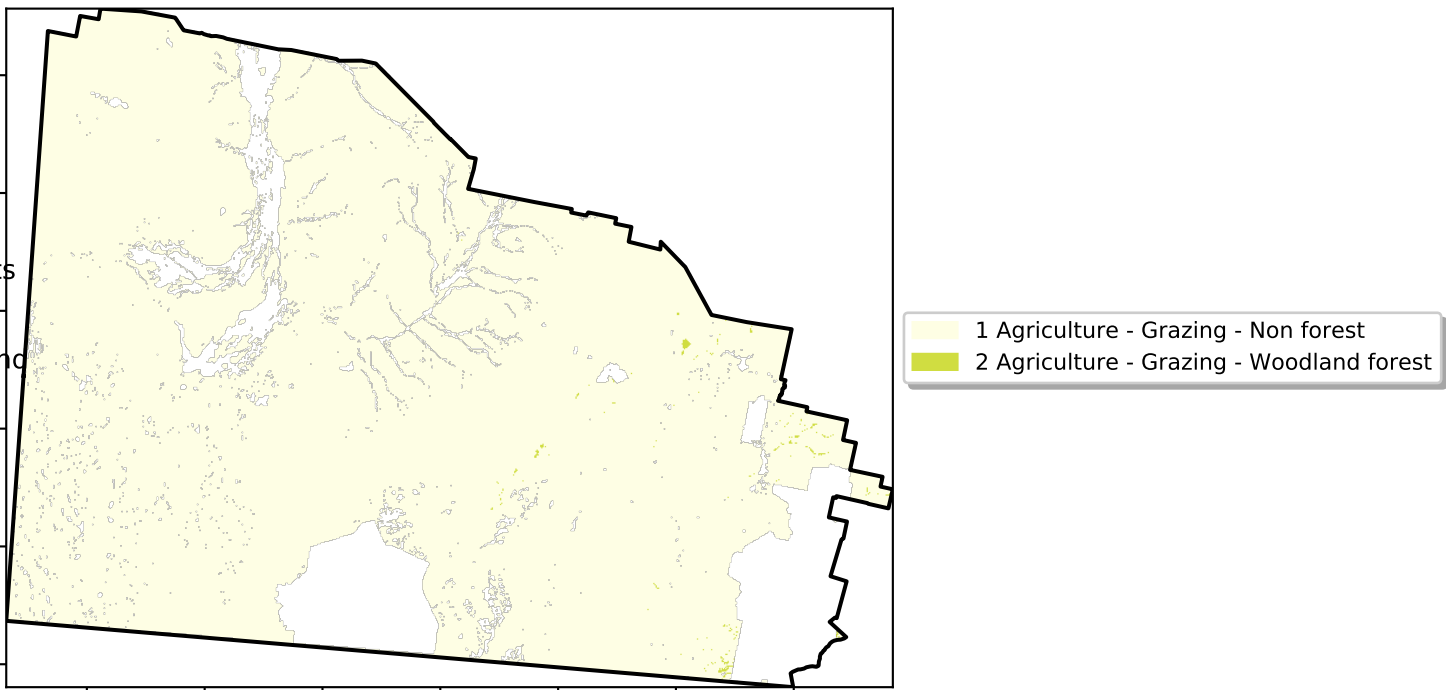 1 Agriculture - Grazing - Non forest
2 Agriculture - Grazing - Woodland forest